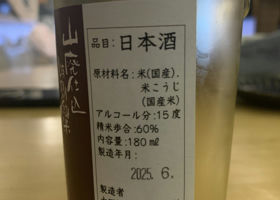 品目:日本酒
原材料名:米(国産)、
米こうじ
(国産米)
アルコール分:15度
精米歩合:60%
内容量:180ml
製造年月:
2025. 6.
製造者